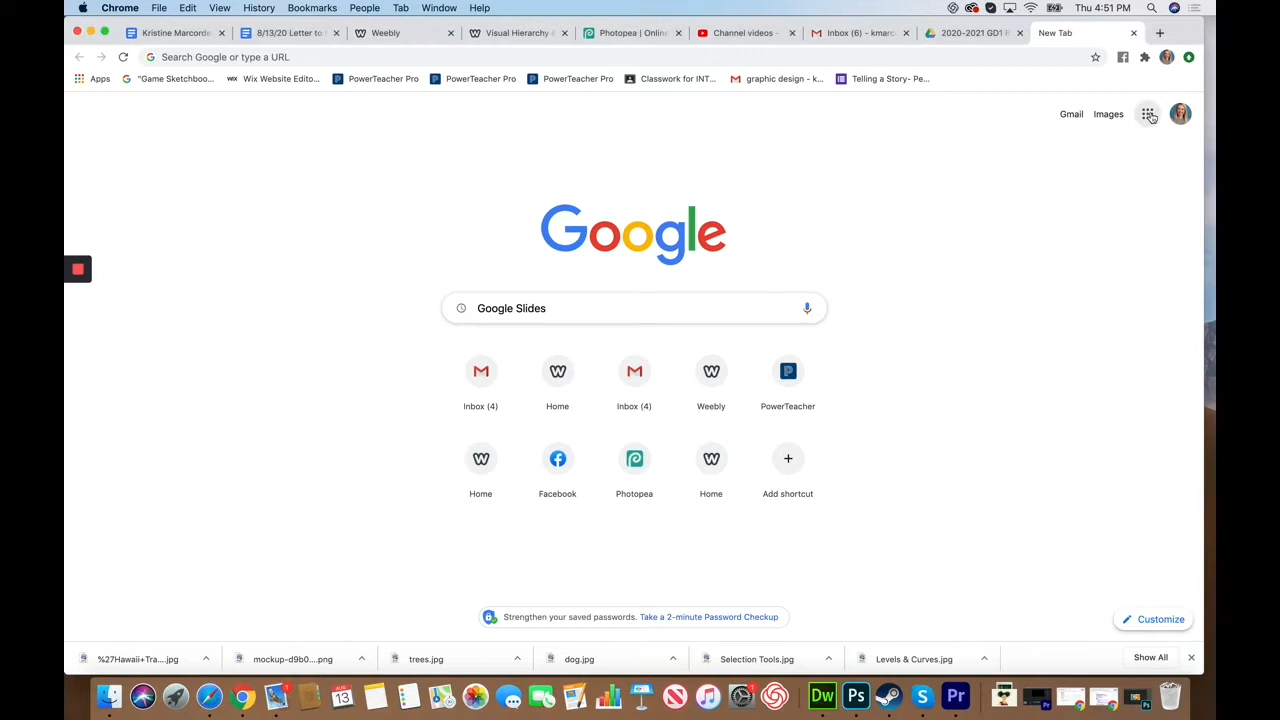 Chrome File Edit View History Bookmarks People Tab Window Help Thu 4:51 PM
Kristine Marcorde 8/13/20 Letter to Weebly Visual Hierarchy Photopea | Online Channel videos - Inbox (6) - kmarc 2020-2021 GD1 New Tab
Search Google or type a URL
Apps "Game Sketchboo... Wix Website Edito... PowerTeacher Pro PowerTeacher Pro PowerTeacher Pro Classwork for INT... graphic design - k... Telling a Story- Pe...
Gmail Images
Google
Google Slides
Inbox (4) Home Inbox (4) Weebly PowerTeacher
Home Facebook Photopea Home Add shortcut
Strengthen your saved passwords. Take a 2-minute Password Checkup
Customize
%27Hawaii+Tra....jpg mockup-d9b0....png trees.jpg dog.jpg Selection Tools.jpg Levels & Curves.jpg Show All
AUG 13 Dw Ps Pr